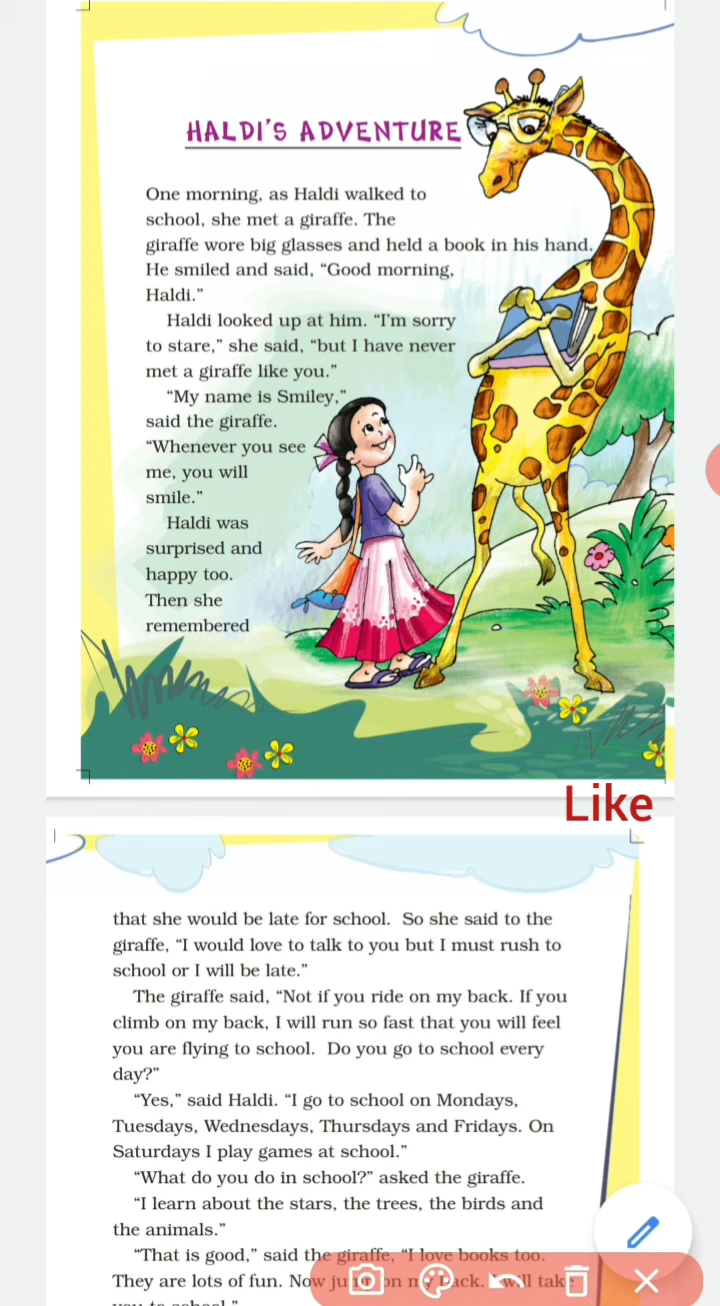 HALDI'S ADVENTURE
One morning, as Haldi walked to
school, she met a giraffe. The
giraffe wore big glasses and held a book in his hand.
He smiled and said, “Good morning,
Haldi.”
Haldi looked up at him. “I'm sorry
to stare,” she said, “but I have never
met a giraffe like you.”
“My name is Smiley,”
said the giraffe.
“Whenever you see
me, you will
smile.”
Haldi was
surprised and
happy too.
Then she
remembered
Like
that she would be late for school. So she said to the
giraffe, “I would love to talk to you but I must rush to
school or I will be late.”
The giraffe said, “Not if you ride on my back. If you
climb on my back, I will run so fast that you will feel
you are flying to school. Do you go to school every
day?”
“Yes,” said Haldi. “I go to school on Mondays,
Tuesdays, Wednesdays, Thursdays and Fridays. On
Saturdays I play games at school.”
“What do you do in school?” asked the giraffe.
“I learn about the stars, the trees, the birds and
the animals.”
“That is good,” said the giraffe, “I love books too.
They are lots of fun. Now jump on my back. I will take
you to school.”